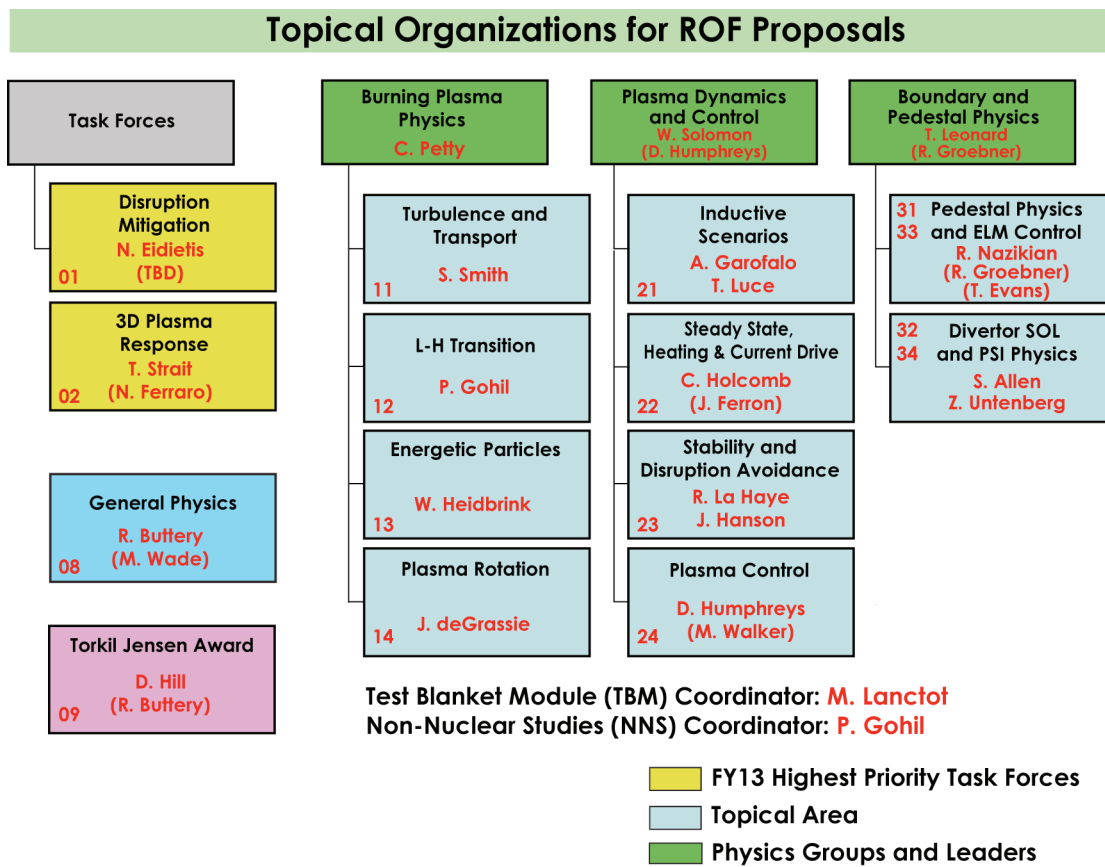 Topical Organizations for ROF Proposals
Task Forces
Disruption
Mitigation
N. Eidietis
01 (TBD)
3D Plasma
Response
T. Strait
02 (N. Ferraro)
General Physics
R. Buttery
08 (M. Wade)
Torkil Jensen Award
D. Hill
09 (R. Buttery)
Burning Plasma
Physics
C. Petty
Turbulence and
Transport
S. Smith
11
L-H Transition
P. Gohil
12
Energetic Particles
W. Heidbrink
13
Plasma Rotation
J. deGrassie
14
Plasma Dynamics
and Control
W. Solomon
(D. Humphreys)
Inductive
Scenarios
A. Garofalo
21 T. Luce
Steady State,
Heating & Current Drive
C. Holcomb
22 (J. Ferron)
Stability and
Disruption Avoidance
R. La Haye
23 J. Hanson
Plasma Control
D. Humphreys
24 (M. Walker)
Boundary and
Pedestal Physics
T. Leonard
(R. Groebner)
31 Pedestal Physics
33 and ELM Control
R. Nazikian
(R. Groebner)
(T. Evans)
32 Divertor SOL
34 and PSI Physics
S. Allen
Z. Untenberg
Test Blanket Module (TBM) Coordinator: M. Lanctot
Non-Nuclear Studies (NNS) Coordinator: P. Gohil
FY13 Highest Priority Task Forces
Topical Area
Physics Groups and Leaders